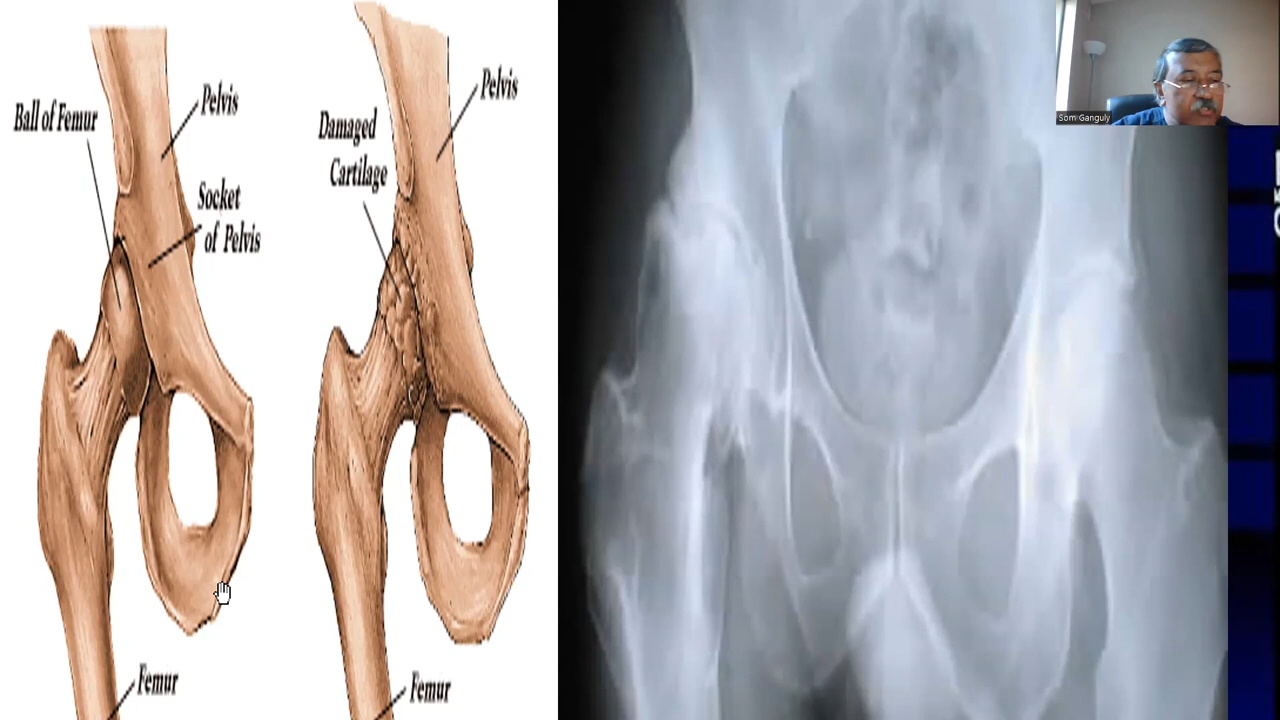 Ball of Femur
Pelvis
Socket
of Pelvis
Femur
Damaged
Cartilage
Pelvis
Femur
Som Ganguly